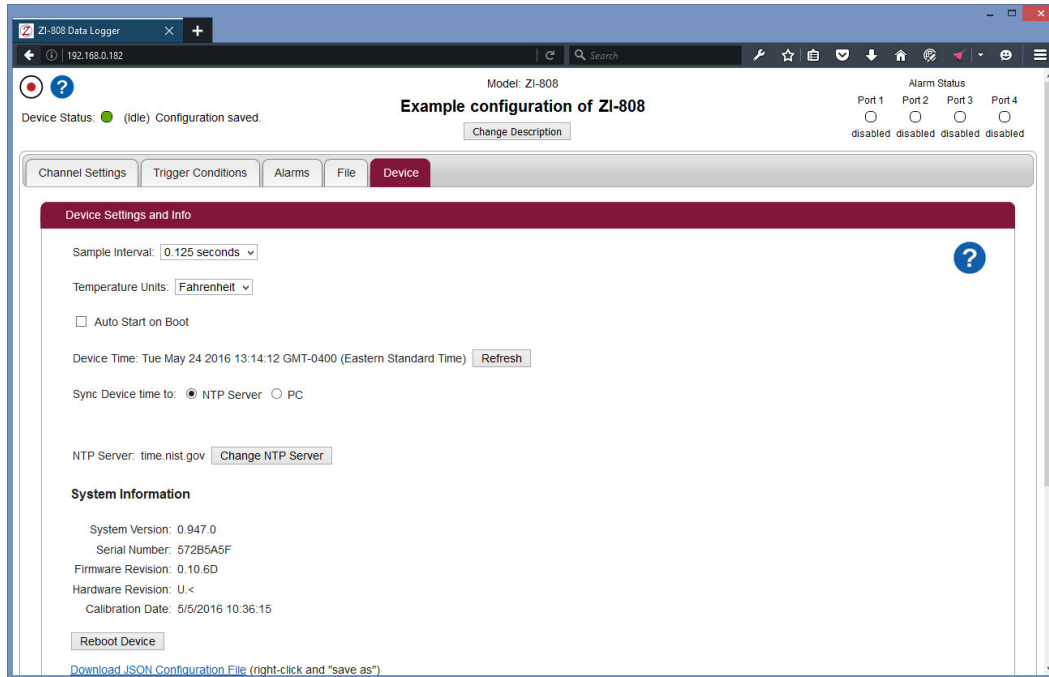 ZI-808 Data Logger
192.168.0.182
Search
Model: ZI-808
Example configuration of ZI-808
Change Description
Device Status: (Idle) Configuration saved.
Alarm Status
Port 1 Port 2 Port 3 Port 4
disabled disabled disabled disabled
Channel Settings Trigger Conditions Alarms File Device
Device Settings and Info
Sample Interval: 0.125 seconds
Temperature Units: Fahrenheit
Auto Start on Boot
Device Time: Tue May 24 2016 13:14:12 GMT-0400 (Eastern Standard Time) Refresh
Sync Device time to: NTP Server PC
NTP Server: time.nist.gov Change NTP Server
System Information
System Version: 0.947.0
Serial Number: 572B5A5F
Firmware Revision: 0.10.6D
Hardware Revision: U.<
Calibration Date: 5/5/2016 10:36:15
Reboot Device
Download JSON Configuration File (right-click and "save as")